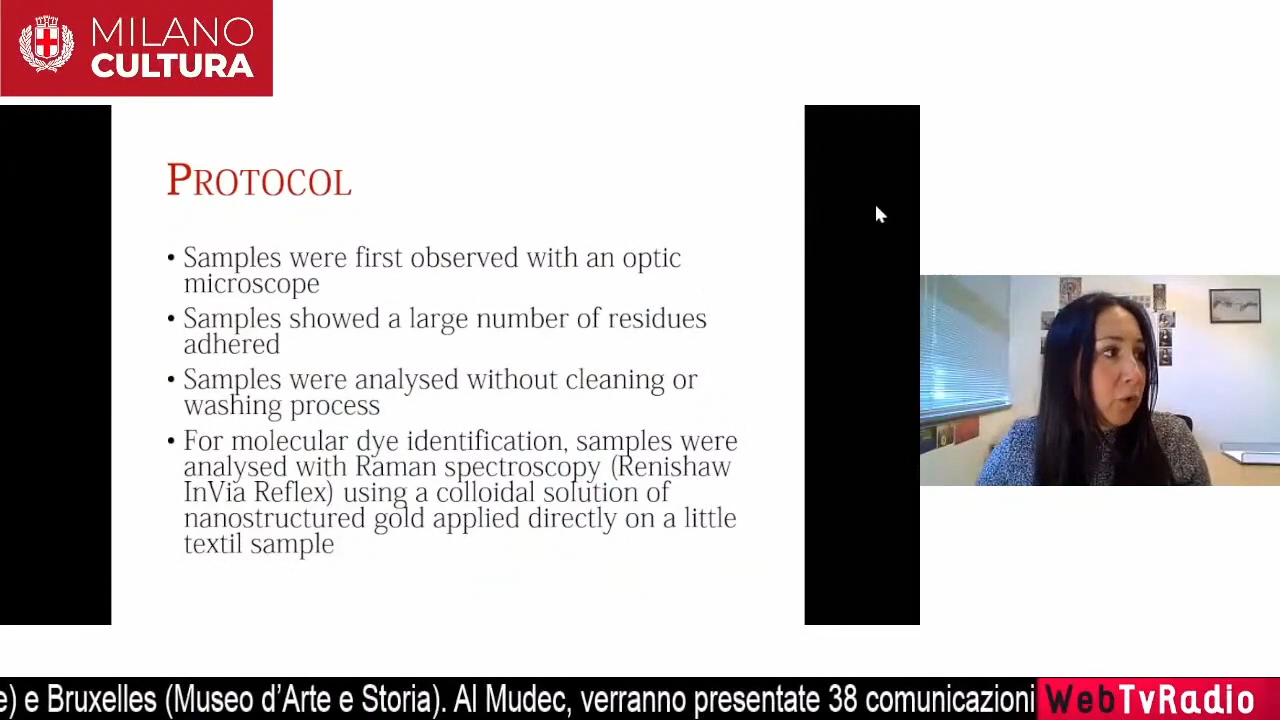 MILANO
CULTURA
PROTOCOL
• Samples were first observed with an optic
microscope
• Samples showed a large number of residues
adhered
• Samples were analysed without cleaning or
washing process
• For molecular dye identification, samples were
analysed with Raman spectroscopy (Renishaw
InVia Reflex) using a colloidal solution of
nanostructured gold applied directly on a little
textil sample
e) e Bruxelles (Museo d’Arte e Storia). Al Mudec, verranno presentate 38 comunicazioni
WebTvRadio